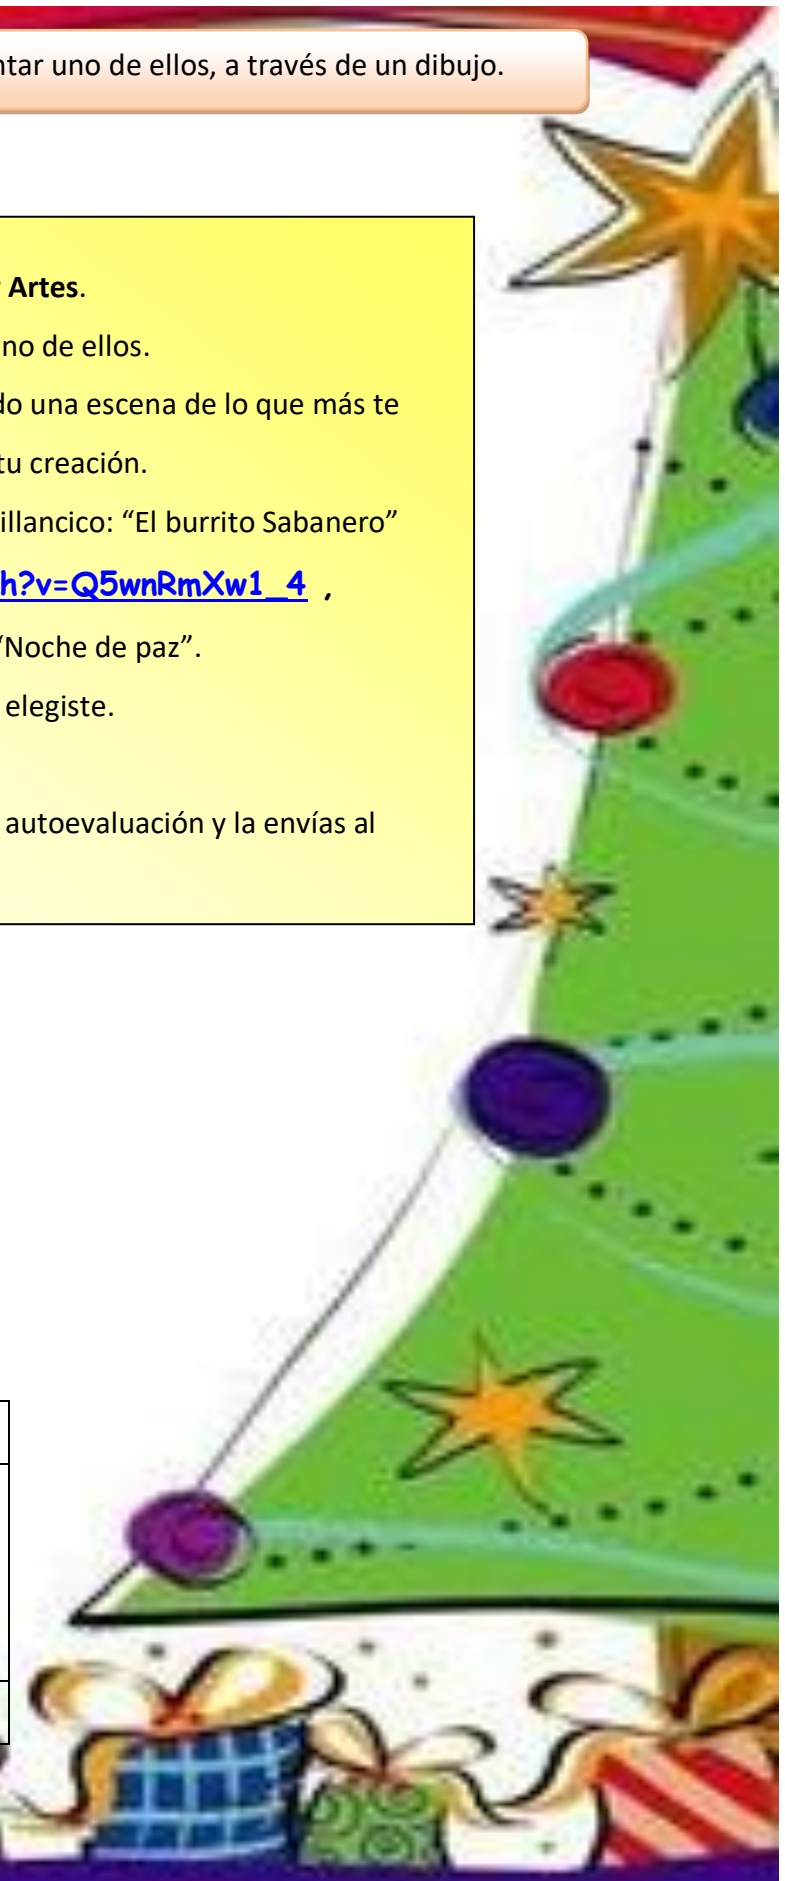 ntar uno de ellos, a través de un dibujo.
Artes.
no de ellos.
do una escena de lo que más te
tu creación.
illancico: “El burrito Sabanero”
h?v=Q5wnRmXw1_4 ,
“Noche de paz”.
elegiste.
autoevaluación y la envías al